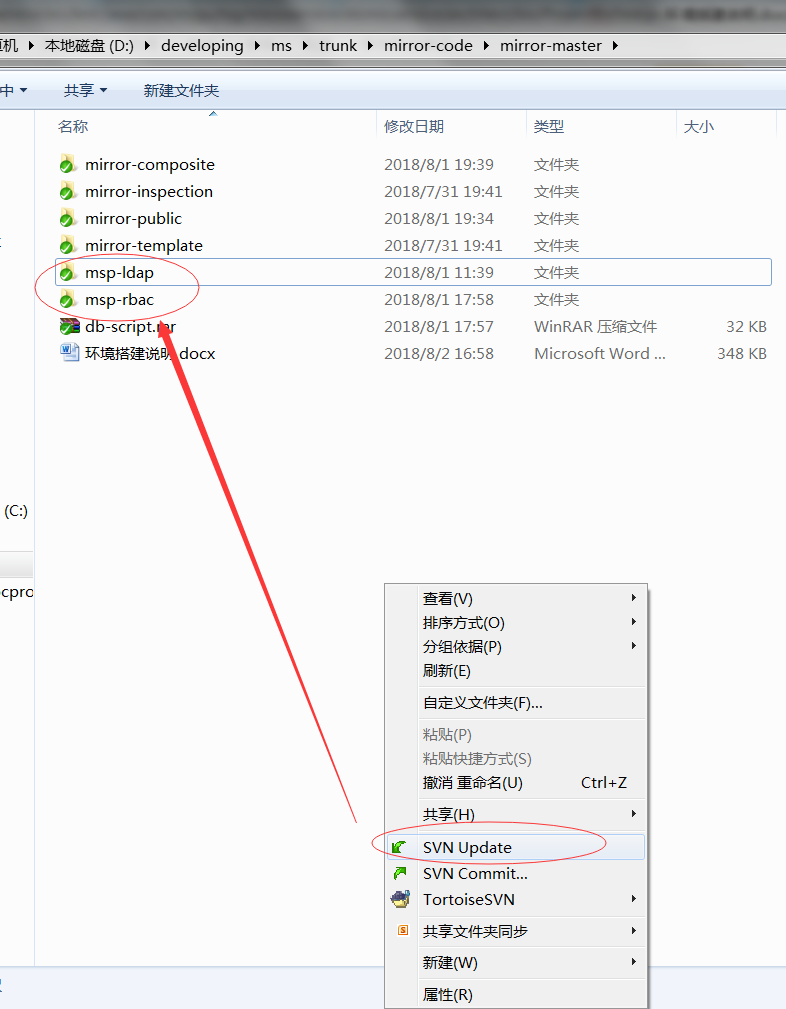 本地磁盘 (D:) developing ms trunk mirror-code mirror-master
共享 新建文件夹
名称 修改日期 类型 大小
mirror-composite 2018/8/1 19:39 文件夹
mirror-inspection 2018/7/31 19:41 文件夹
mirror-public 2018/8/1 19:34 文件夹
mirror-template 2018/7/31 19:41 文件夹
msp-ldap 2018/8/1 11:39 文件夹
msp-rbac 2018/8/1 17:58 文件夹
db-script.rar 2018/8/1 17:57 WinRAR 压缩文件 32 KB
环境搭建说明.docx 2018/8/2 16:58 Microsoft Word ... 348 KB
(C:)
查看(V)
排序方式(O)
分组依据(P)
刷新(E)
自定义文件夹(F)...
粘贴(P)
粘贴快捷方式(S)
撤消 重命名(U) Ctrl+Z
共享(H)
SVN Update
SVN Commit...
TortoiseSVN
共享文件夹同步
新建(W)
属性(R)